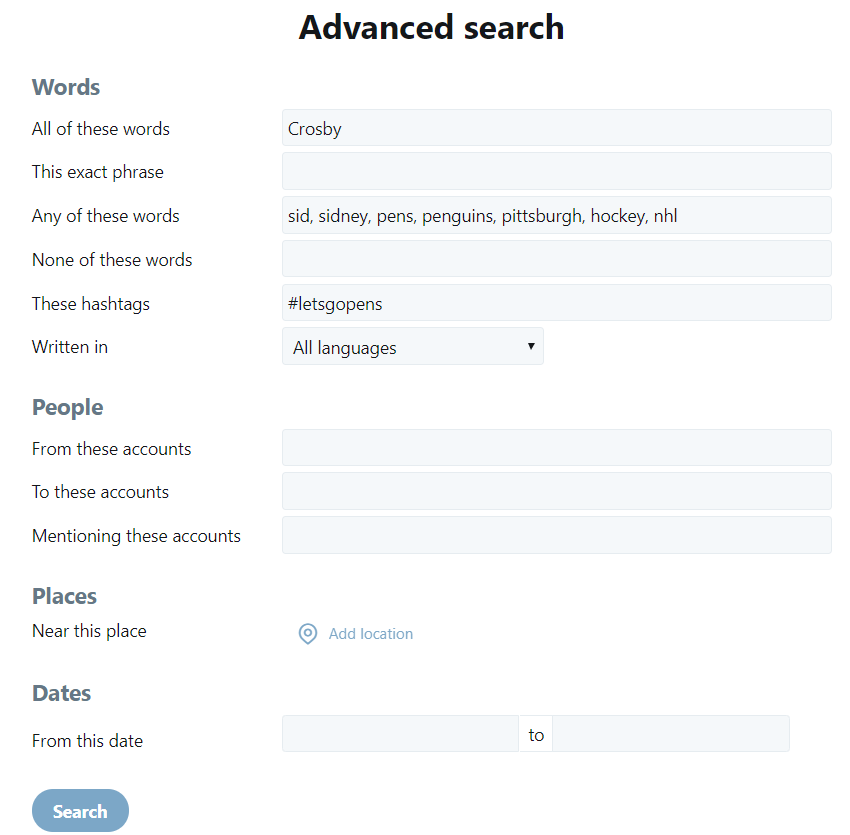 Advanced search
Words
All of these words Crosby
This exact phrase
Any of these words sid, sidney, pens, penguins, pittsburgh, hockey, nhl
None of these words
These hashtags #letsgopens
Written in All languages
People
From these accounts
To these accounts
Mentioning these accounts
Places
Near this place Add location
Dates
From this date to
Search